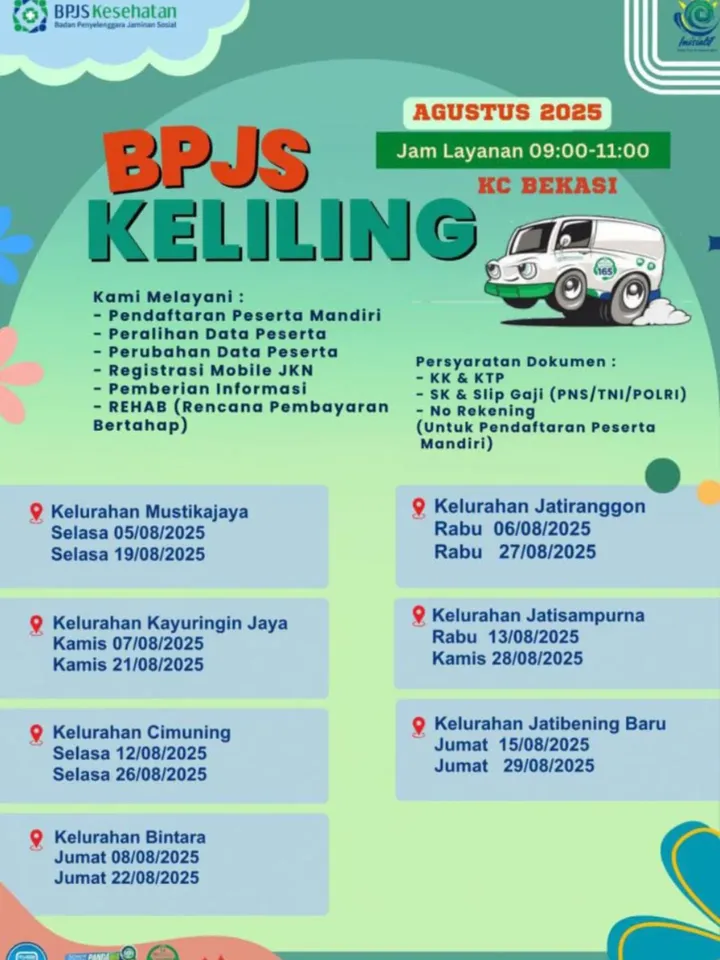 BPJS Kesehatan
Badan Penyelenggara Jaminan Sosial
Inisiatif
AGUSTUS 2025
Jam Layanan 09:00-11:00
KC BEKASI
BPJS
KELILING
165
Kami Melayani :
- Pendaftaran Peserta Mandiri
- Peralihan Data Peserta
- Perubahan Data Peserta
- Registrasi Mobile JKN
- Pemberian Informasi
- REHAB (Rencana Pembayaran
Bertahap)
Persyaratan Dokumen :
- KK & KTP
- SK & Slip Gaji (PNS/TNI/POLRI)
- No Rekening
(Untuk Pendaftaran Peserta
Mandiri)
Kelurahan Mustikajaya
Selasa 05/08/2025
Selasa 19/08/2025
Kelurahan Jatiranggon
Rabu 06/08/2025
Rabu 27/08/2025
Kelurahan Kayuringin Jaya
Kamis 07/08/2025
Kamis 21/08/2025
Kelurahan Jatisampurna
Rabu 13/08/2025
Kamis 28/08/2025
Kelurahan Cimuning
Selasa 12/08/2025
Selasa 26/08/2025
Kelurahan Jatibening Baru
Jumat 15/08/2025
Jumat 29/08/2025
Kelurahan Bintara
Jumat 08/08/2025
Jumat 22/08/2025